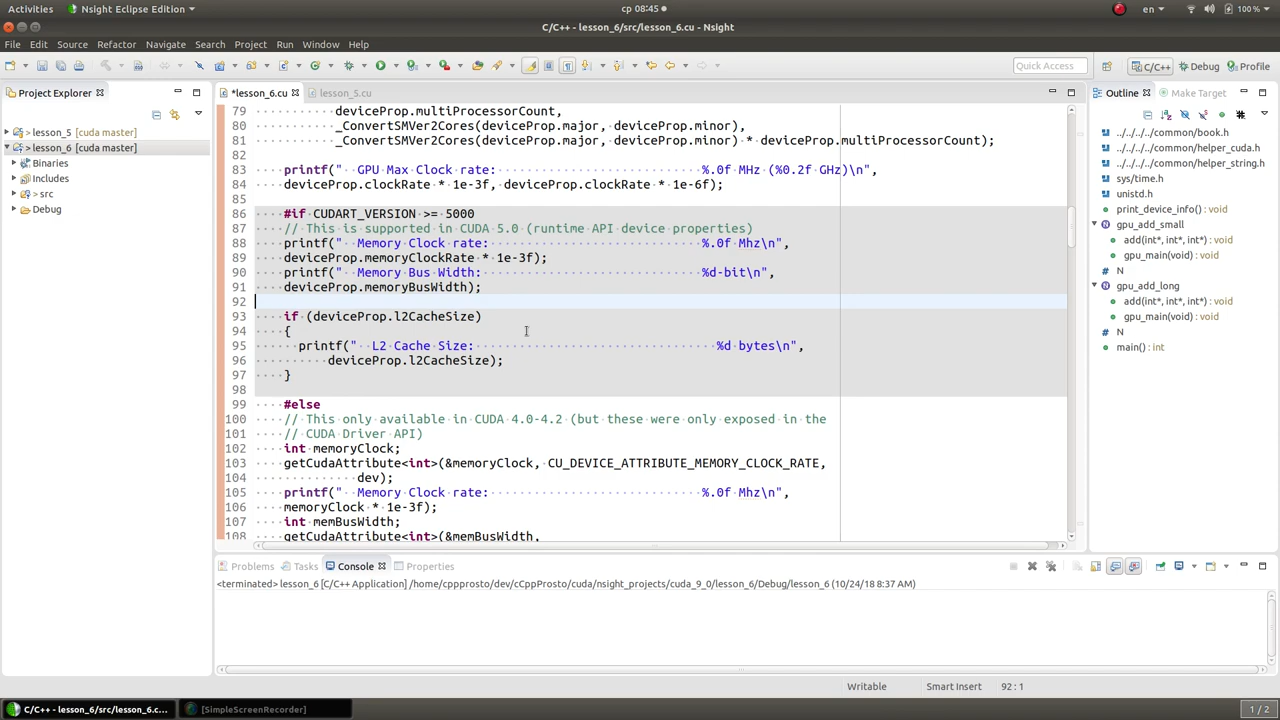 Activities
Nsight Eclipse Edition
ср 08:45
en
100 %
C/C++ - lesson_6/src/lesson_6.cu - Nsight
File Edit Source Refactor Navigate Search Project Run Window Help
Quick Access
C/C++
Debug
Profile
Project Explorer
*lesson_6.cu
lesson_5.cu
Outline
Make Target
> lesson_5 [cuda master]
> lesson_6 [cuda master]
Binaries
Includes
> src
Debug
79 deviceProp.multiProcessorCount,
80 _ConvertSMVer2Cores(deviceProp.major, deviceProp.minor),
81 _ConvertSMVer2Cores(deviceProp.major, deviceProp.minor) * deviceProp.multiProcessorCount);
82
83 printf("  GPU Max Clock rate:                            %.0f MHz (%0.2f GHz)\n",
84 deviceProp.clockRate * 1e-3f, deviceProp.clockRate * 1e-6f);
85
86 #if CUDART_VERSION >= 5000
87 // This is supported in CUDA 5.0 (runtime API device properties)
88 printf("  Memory Clock rate:                             %.0f Mhz\n",
89 deviceProp.memoryClockRate * 1e-3f);
90 printf("  Memory Bus Width:                              %d-bit\n",
91 deviceProp.memoryBusWidth);
92
93 if (deviceProp.l2CacheSize)
94 {
95 printf("  L2 Cache Size:                                 %d bytes\n",
96 deviceProp.l2CacheSize);
97 }
98
99 #else
100 // This only available in CUDA 4.0-4.2 (but these were only exposed in the
101 // CUDA Driver API)
102 int memoryClock;
103 getCudaAttribute<int>(&memoryClock, CU_DEVICE_ATTRIBUTE_MEMORY_CLOCK_RATE,
104 dev);
105 printf("  Memory Clock rate:                             %.0f Mhz\n",
106 memoryClock * 1e-3f);
107 int memBusWidth;
108 getCudaAttribute<int>(&memBusWidth,
../../../../common/book.h
../../../../common/helper_cuda.h
../../../../common/helper_string.h
sys/time.h
unistd.h
print_device_info() : void
gpu_add_small
add(int*, int*, int*) : void
gpu_main(void) : void
N
gpu_add_long
add(int*, int*, int*) : void
gpu_main(void) : void
N
main() : int
Problems
Tasks
Console
Properties
<terminated> lesson_6 [C/C++ Application] /home/cppprosto/dev/cCppProsto/cuda/nsight_projects/cuda_9_0/lesson_6/Debug/lesson_6 (10/24/18 8:37 AM)
Writable
Smart Insert
92 : 1
C/C++ - lesson_6/src/lesson_6.c...
[SimpleScreenRecorder]
1 / 2